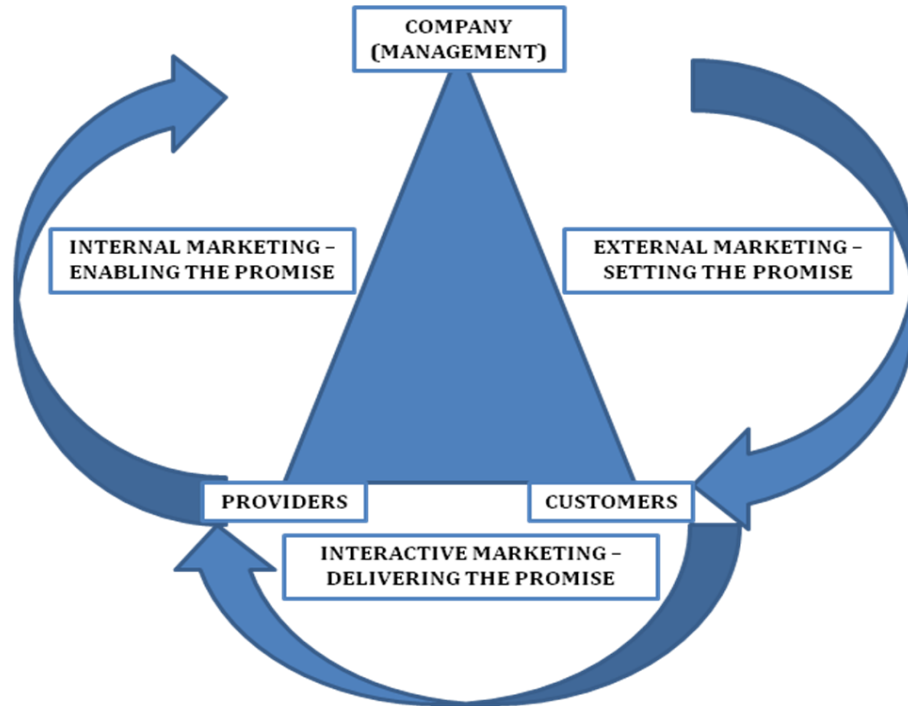 COMPANY
(MANAGEMENT)
INTERNAL MARKETING –
ENABLING THE PROMISE
EXTERNAL MARKETING –
SETTING THE PROMISE
PROVIDERS
CUSTOMERS
INTERACTIVE MARKETING –
DELIVERING THE PROMISE